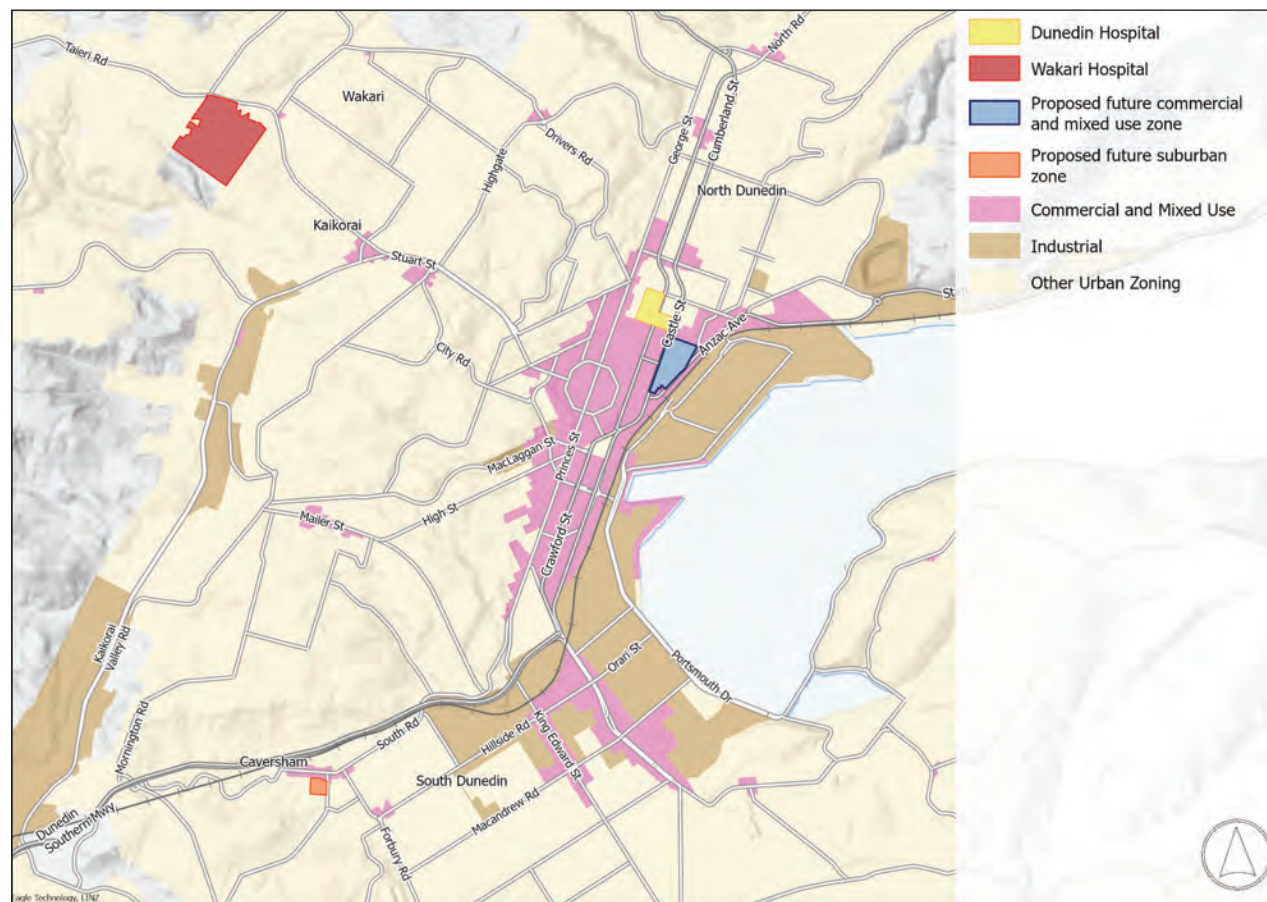 Dunedin Hospital
Wakari Hospital
Proposed future commercial
and mixed use zone
Proposed future suburban
zone
Commercial and Mixed Use
Industrial
Other Urban Zoning
Taieri Rd
Wakari
North Rd
Cumberland St
George St
Drivers Rd
Highgate
North Dunedin
Kaikorai
Stuart St
Castle St
Anzac Ave
City Rd
MacLaggan St
Princes St
High St
Mailer St
Crawford St
Kaikorai
Valley Rd
Orari St
Portsmouth Dr
Mornington Rd
South Rd
Hillside Rd
King Edward St
Caversham
South Dunedin
Macandrew Rd
Dunedin
Southern Mwy
Forbury Rd
Eagle Technology, LINZ